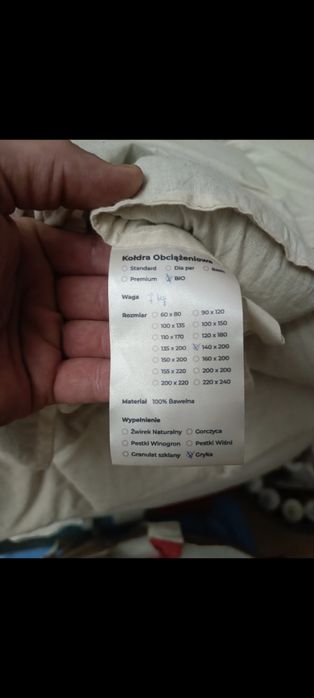 Kołdra Obciążeniowa
Standard Dla par
Premium BIO
Waga 7 kg
Rozmiar 60 x 80 90 x 120
100 x 135 100 x 150
110 x 170 120 x 180
135 x 200 140 x 200
150 x 200 160 x 200
155 x 220 200 x 200
200 x 220 220 x 240
Materiał 100% Bawełna
Wypełnienie
Żwirek Naturalny Gorczyca
Pestki Winogron Pestki Wiśni
Granulat szklany Gryka